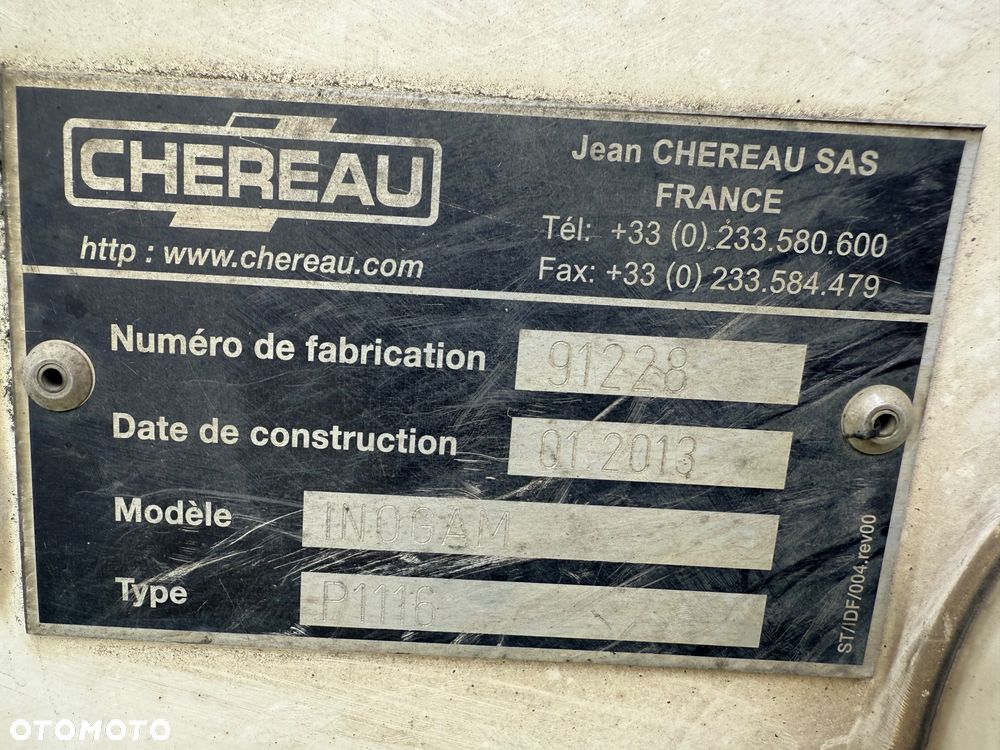 CHEREAU
http : www.chereau.com
Jean CHEREAU SAS
FRANCE
Tél: +33 (0) 233.580.600
Fax: +33 (0) 233.584.479
Numéro de fabrication 91228
Date de construction 01.2013
Modèle INOGAM
Type P1116
ST/IDF/004.rev00
OTOMOTO